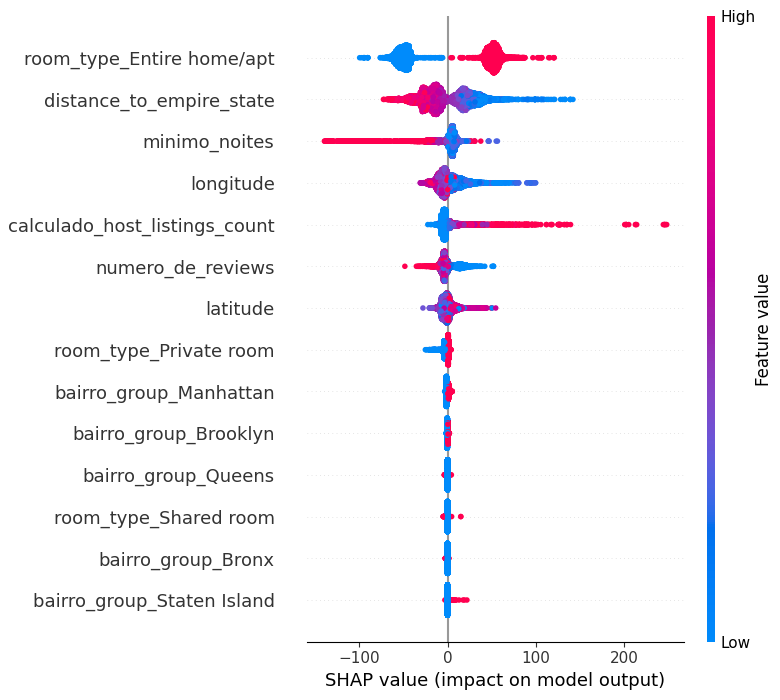 High
room_type_Entire home/apt
distance_to_empire_state
minimo_noites
longitude
calculado_host_listings_count
numero_de_reviews
latitude
room_type_Private room
bairro_group_Manhattan
bairro_group_Brooklyn
bairro_group_Queens
room_type_Shared room
bairro_group_Bronx
bairro_group_Staten Island
Feature value
Low
−100 0 100 200
SHAP value (impact on model output)